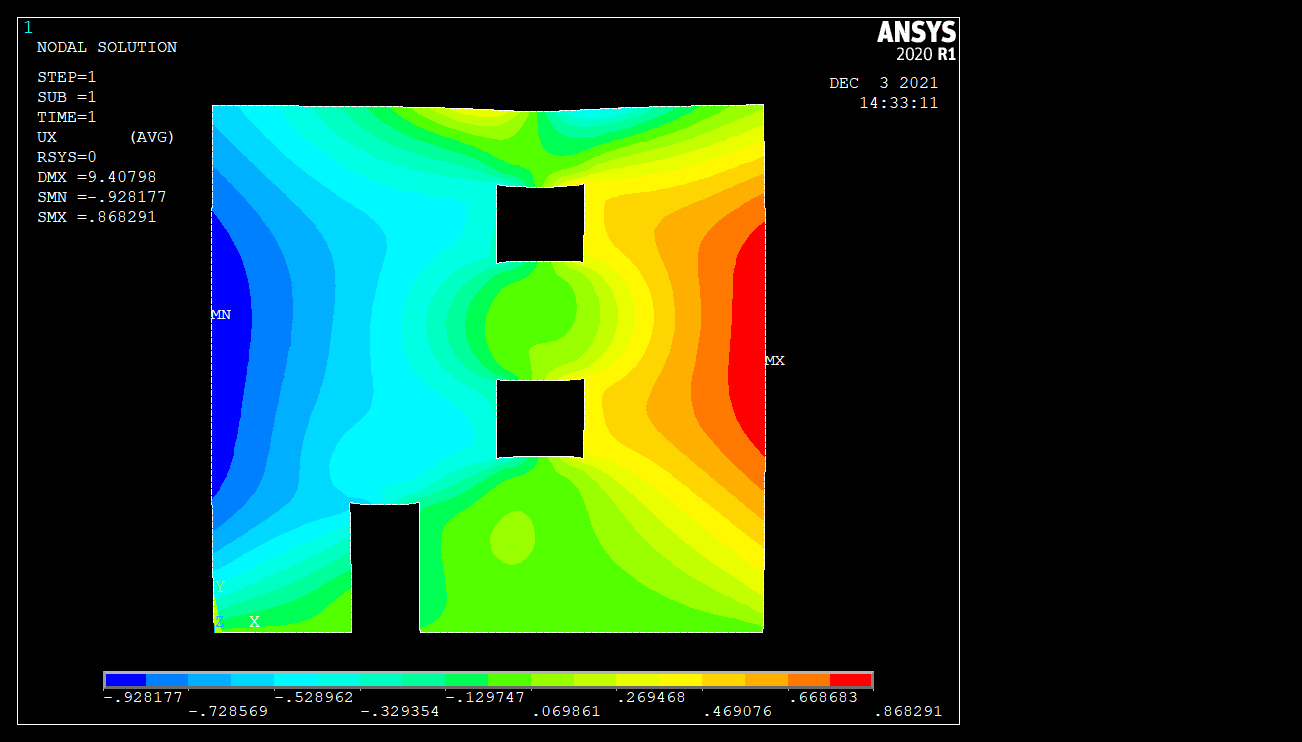 1
ANSYS
2020 R1
NODAL SOLUTION
STEP=1
SUB =1
TIME=1
UX (AVG)
RSYS=0
DMX =9.40798
SMN =-.928177
SMX =.868291
DEC 3 2021
14:33:11
MN
MX
Y
Z X
-.928177 -.528962 -.129747 .269468 .668683
-.728569 -.329354 .069861 .469076 .868291